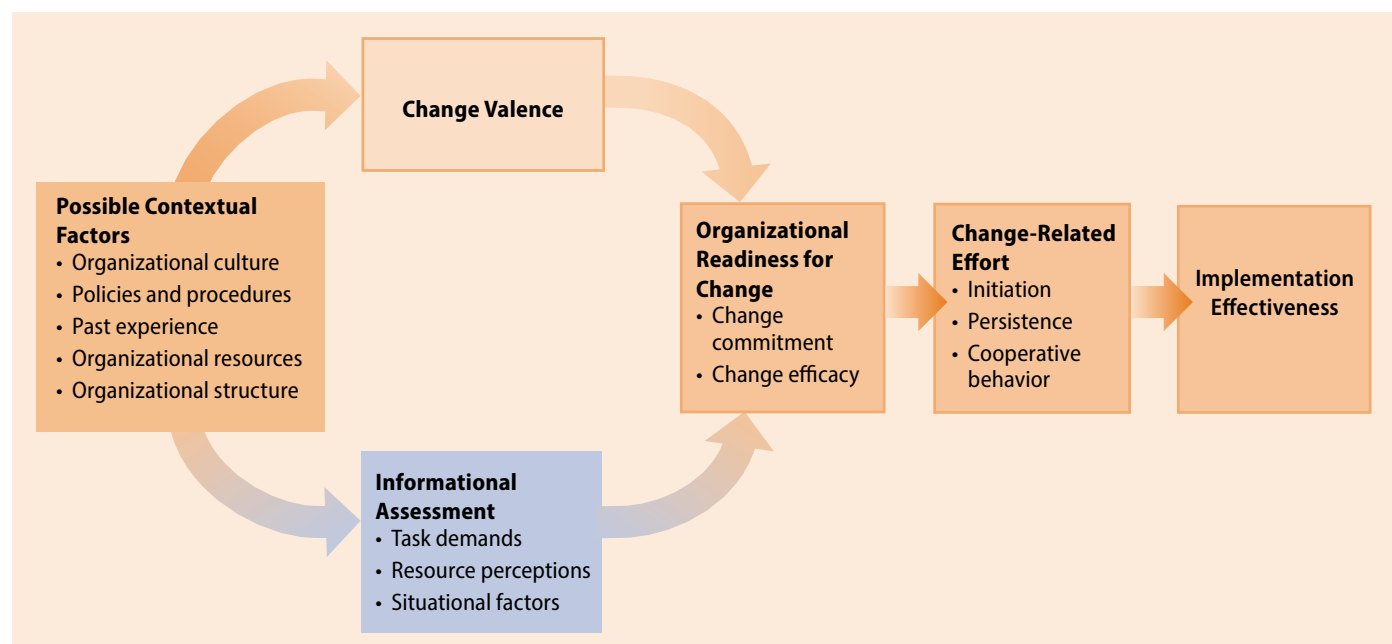 Change Valence
Possible Contextual
Factors
• Organizational culture
• Policies and procedures
• Past experience
• Organizational resources
• Organizational structure
Informational
Assessment
• Task demands
• Resource perceptions
• Situational factors
Organizational
Readiness for
Change
• Change
commitment
• Change efficacy
Change-Related
Effort
• Initiation
• Persistence
• Cooperative
behavior
Implementation
Effectiveness